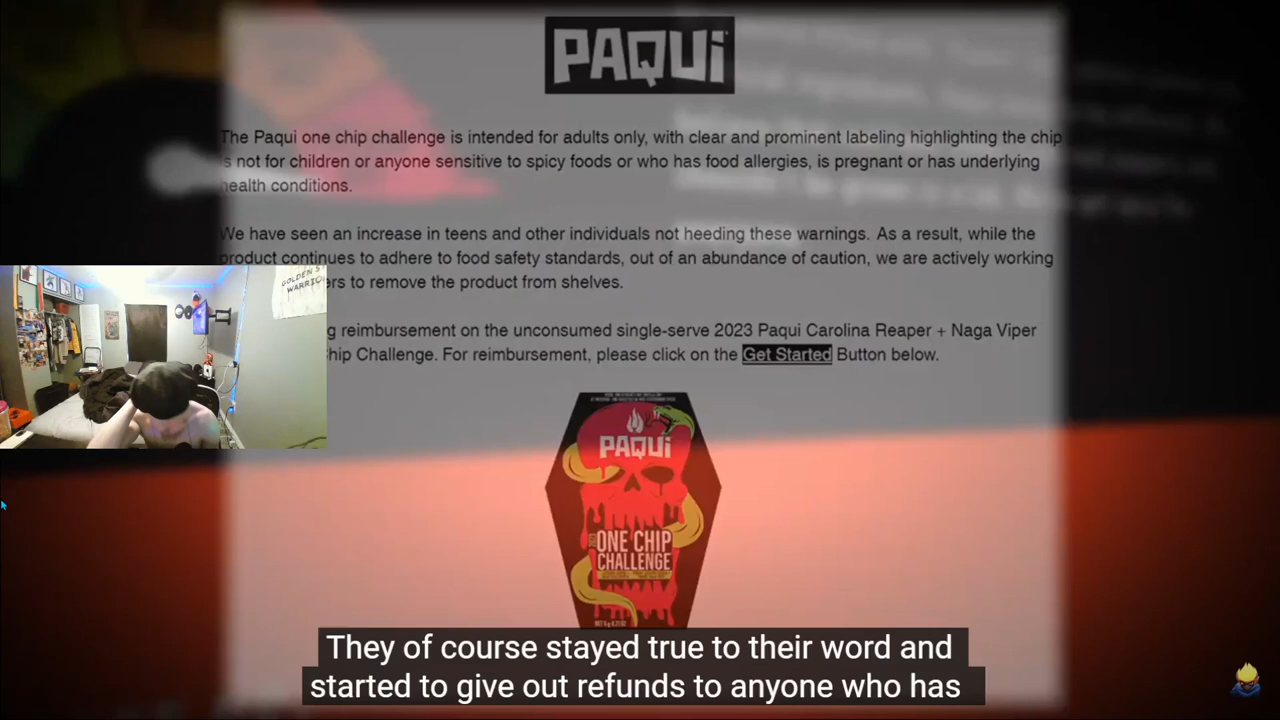 PAQUI
The Paqui one chip challenge is intended for adults only, with clear and prominent labeling highlighting the chip
is not for children or anyone sensitive to spicy foods or who has food allergies, is pregnant or has underlying
health conditions.
We have seen an increase in teens and other individuals not heeding these warnings. As a result, while the
product continues to adhere to food safety standards, out of an abundance of caution, we are actively working
to remove the product from shelves.
reimbursement on the unconsumed single-serve 2023 Paqui Carolina Reaper + Naga Viper
Chip Challenge. For reimbursement, please click on the Get Started Button below.
GOLDEN ST
WARRIO
PAQUI
2023
ONE CHIP
CHALLENGE
They of course stayed true to their word and
started to give out refunds to anyone who has